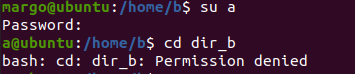 margo@ubuntu:/home/b$ su a
Password:
a@ubuntu:/home/b$ cd dir_b
bash: cd: dir_b: Permission denied